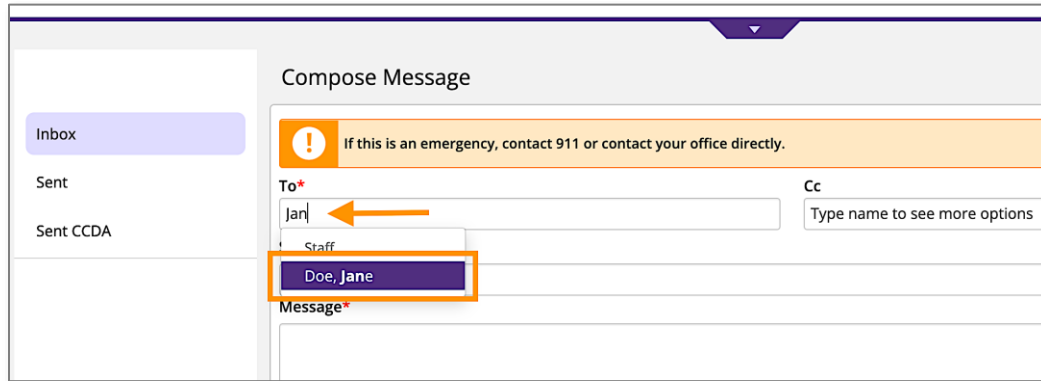 Compose Message
Inbox
Sent
Sent CCDA
If this is an emergency, contact 911 or contact your office directly.
To*
Jan
Cc
Type name to see more options
Staff
Doe, Jane
Message*